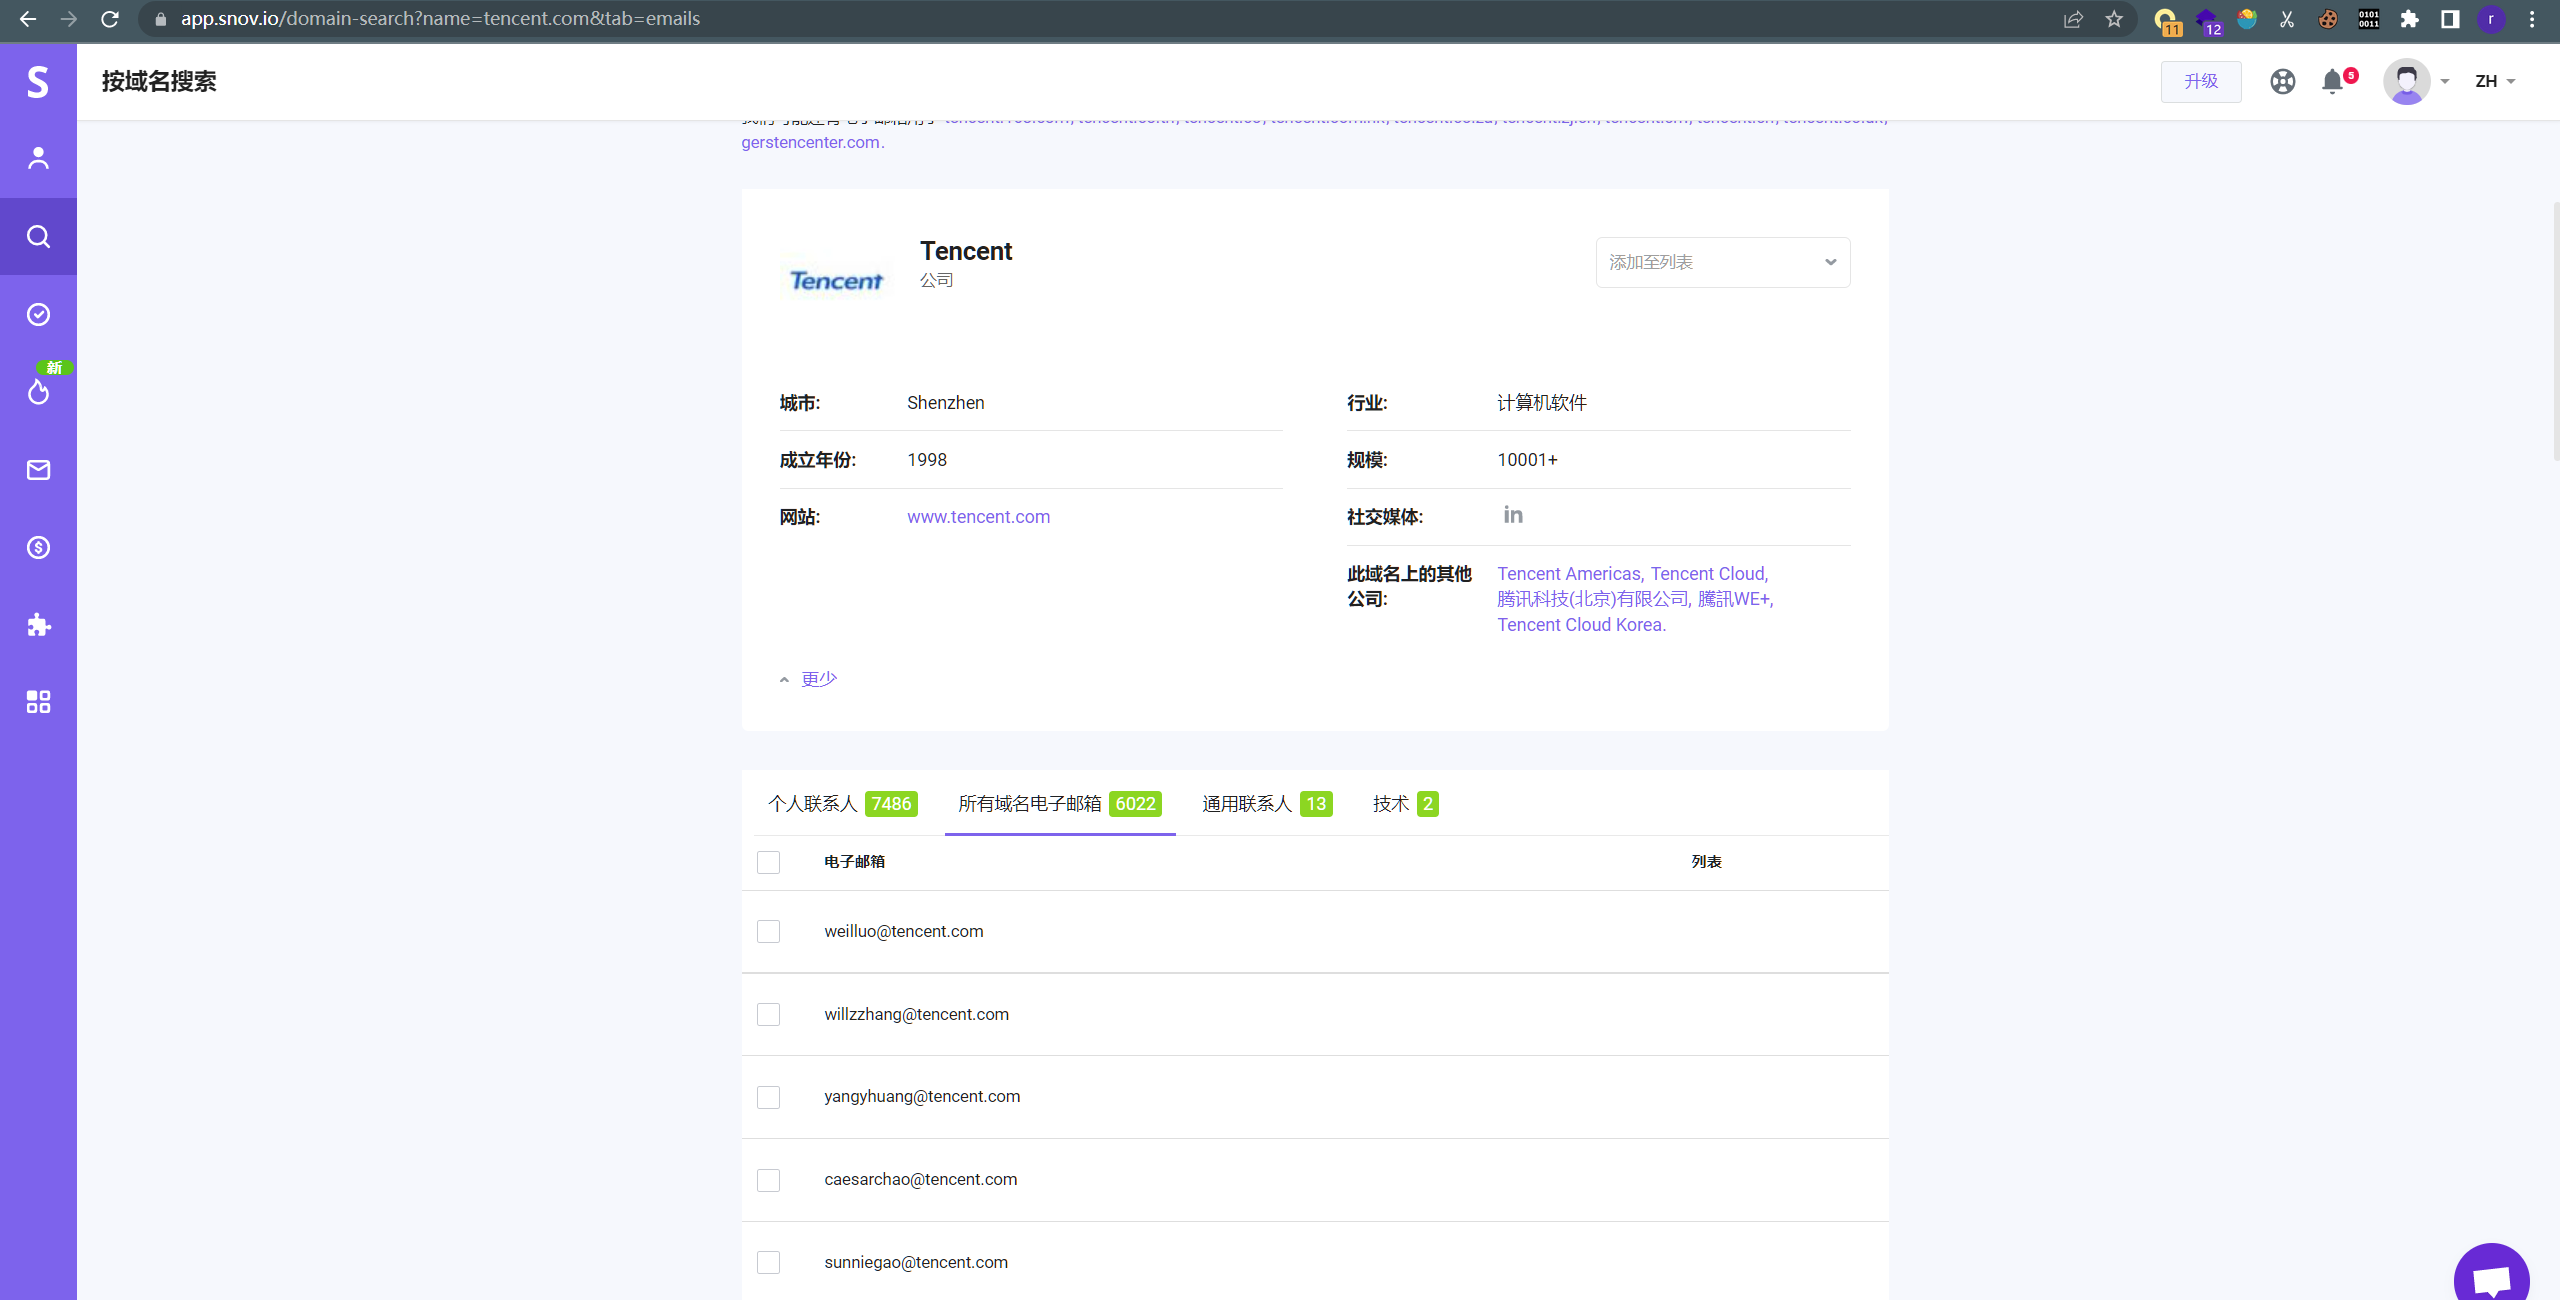 app.snov.io/domain-search?name=tencent.com&tab=emails
11
12
0101
0011
r
S
按域名搜索
升级
5
ZH
gerstencenter.com.
新
Tencent
Tencent
公司
添加至列表
城市:
Shenzhen
行业:
计算机软件
成立年份:
1998
规模:
10001+
网站:
www.tencent.com
社交媒体:
in
此域名上的其他
公司:
Tencent Americas, Tencent Cloud,
腾讯科技(北京)有限公司, 騰訊WE+,
Tencent Cloud Korea.
更少
个人联系人 7486
所有域名电子邮箱 6022
通用联系人 13
技术 2
电子邮箱
列表
weilluo@tencent.com
willzzhang@tencent.com
yangyhuang@tencent.com
caesarchao@tencent.com
sunniegao@tencent.com